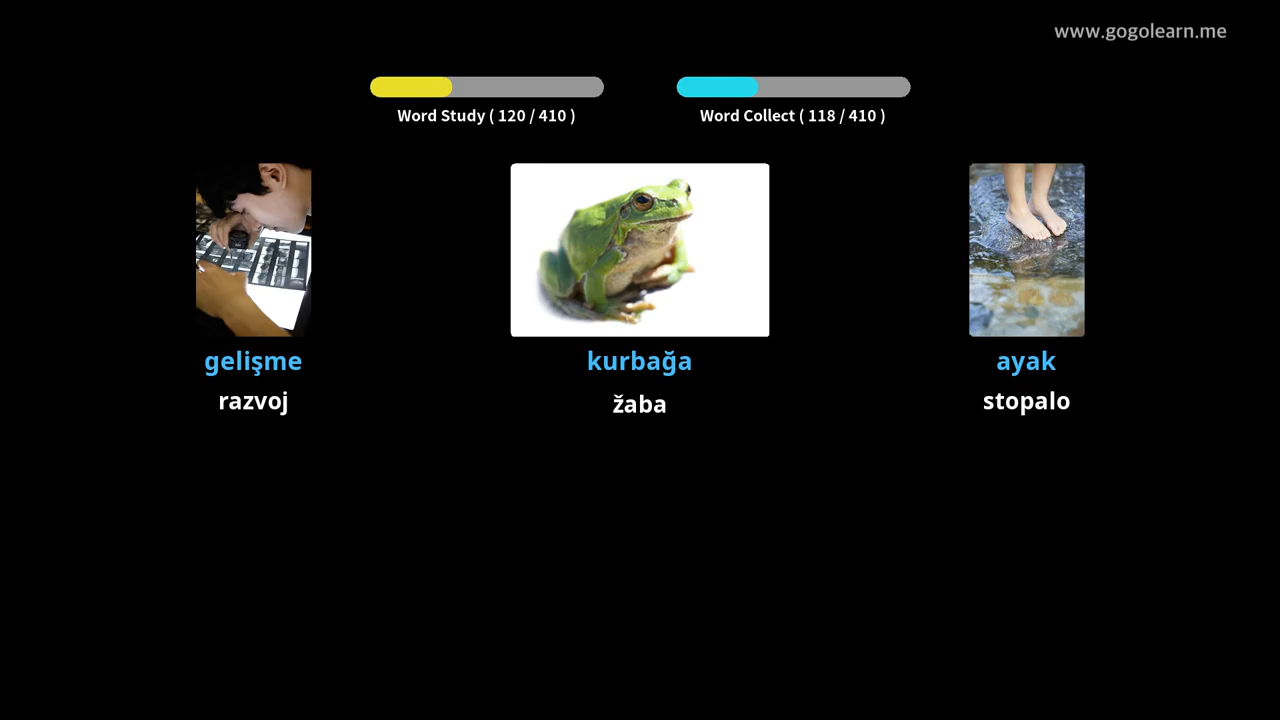 www.gogolearn.me
Word Study ( 120 / 410 )
Word Collect ( 118 / 410 )
gelişme
kurbağa
ayak
razvoj
žaba
stopalo